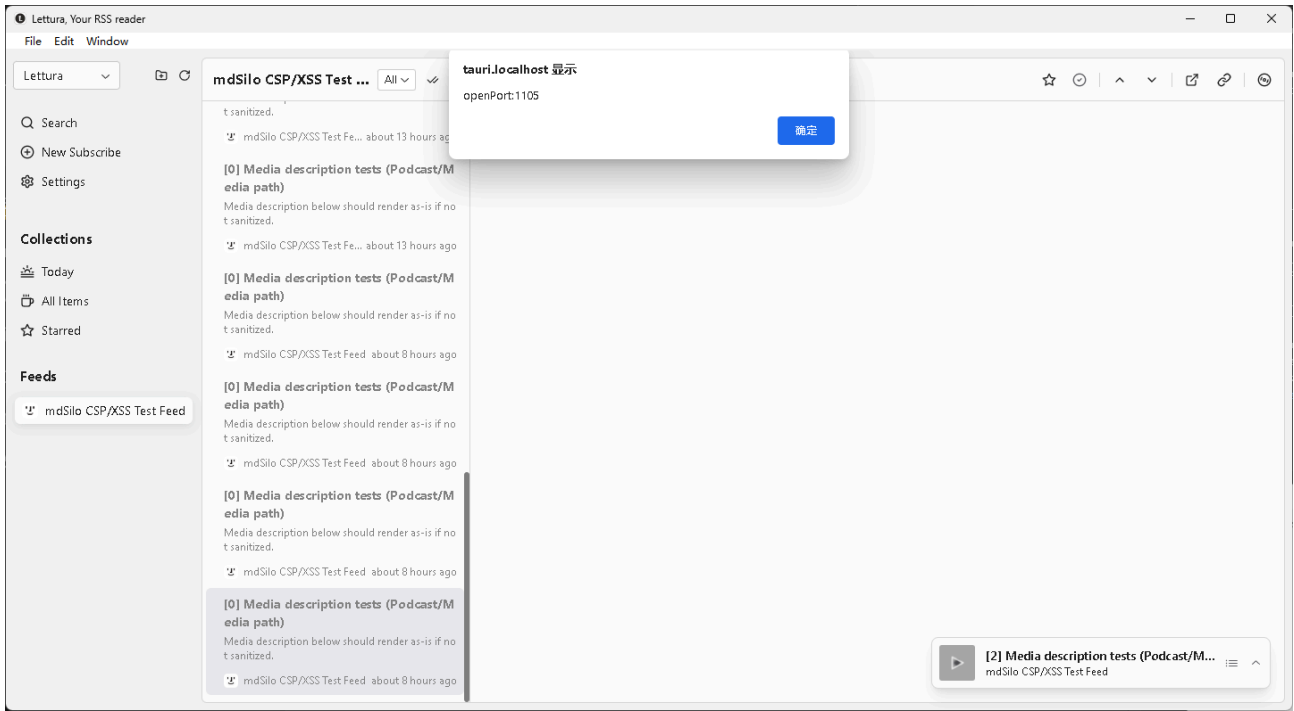 Lettura, Your RSS reader
File Edit Window
Lettura
Search
New Subscribe
Settings
Collections
Today
All Items
Starred
Feeds
mdSilo CSP/XSS Test Feed
mdSilo CSP/XSS Test ... All
t sanitized.
mdSilo CSP/XSS Test Fe... about 13 hours ag
[0] Media description tests (Podcast/M
edia path)
Media description below should render as-is if no
t sanitized.
mdSilo CSP/XSS Test Fe... about 13 hours ago
[0] Media description tests (Podcast/M
edia path)
Media description below should render as-is if no
t sanitized.
mdSilo CSP/XSS Test Feed about 8 hours ago
[0] Media description tests (Podcast/M
edia path)
Media description below should render as-is if no
t sanitized.
mdSilo CSP/XSS Test Feed about 8 hours ago
[0] Media description tests (Podcast/M
edia path)
Media description below should render as-is if no
t sanitized.
mdSilo CSP/XSS Test Feed about 8 hours ago
[0] Media description tests (Podcast/M
edia path)
Media description below should render as-is if no
t sanitized.
mdSilo CSP/XSS Test Feed about 8 hours ago
tauri.localhost 显示
openPort:1105
确定
[2] Media description tests (Podcast/M...
mdSilo CSP/XSS Test Feed